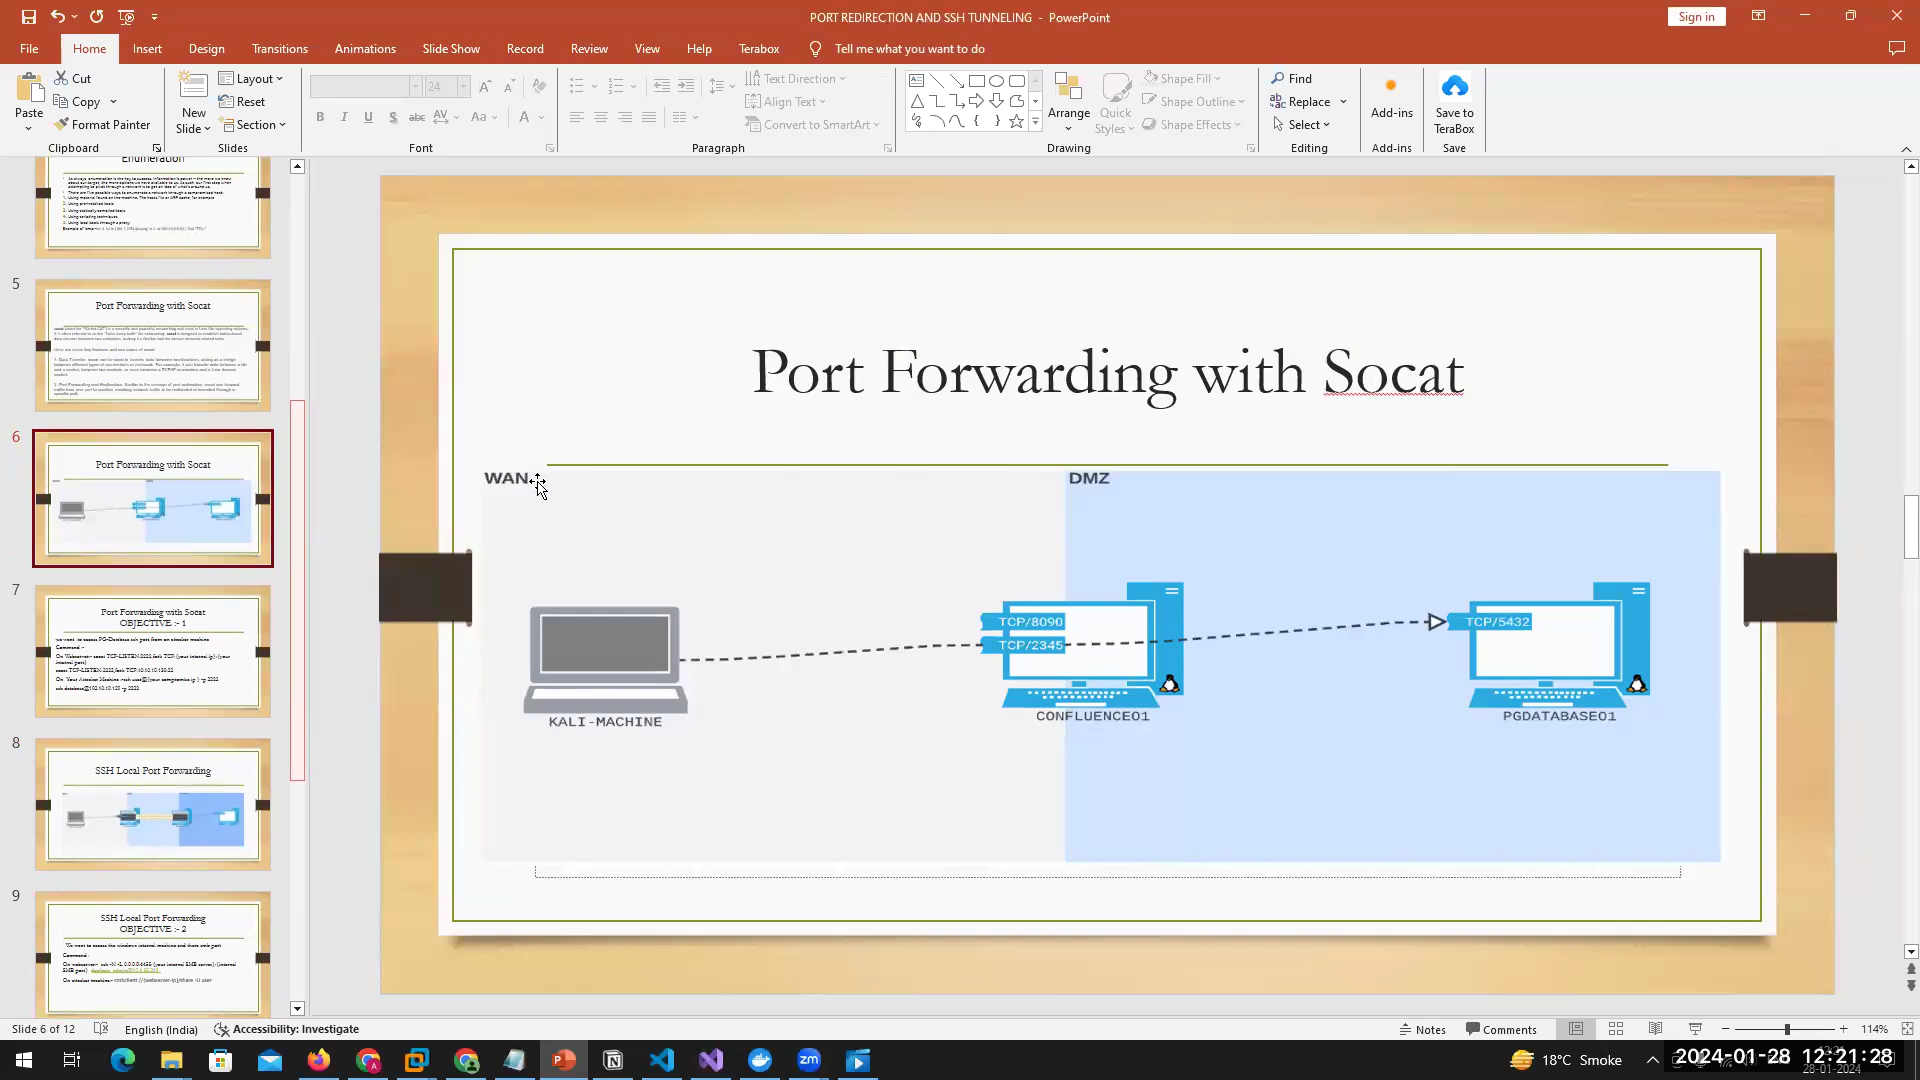 PORT REDIRECTION AND SSH TUNNELING - PowerPoint
Sign in
File Home Insert Design Transitions Animations Slide Show Record Review View Help Terabox Tell me what you want to do
Paste
Cut
Copy
Format Painter
Clipboard
New Slide
Layout
Reset
Section
Slides
24
Font
Text Direction
Align Text
Convert to SmartArt
Paragraph
Arrange
Quick Styles
Shape Fill
Shape Outline
Shape Effects
Drawing
Find
Replace
Select
Editing
Add-ins
Add-ins
Save to TeraBox
Save
Enumeration
5
Port Forwarding with Socat
6
Port Forwarding with Socat
7
Port Forwarding with Socat
OBJECTIVE :- 1
8
SSH Local Port Forwarding
9
SSH Local Port Forwarding
OBJECTIVE :- 2
Port Forwarding with Socat
WAN
DMZ
TCP/8090
TCP/2345
TCP/5432
KALI-MACHINE
CONFLUENCE01
PGDATABASE01
Slide 6 of 12
English (India)
Accessibility: Investigate
Notes
Comments
114%
18°C Smoke
2024-01-28 12:21:28
28-01-2024